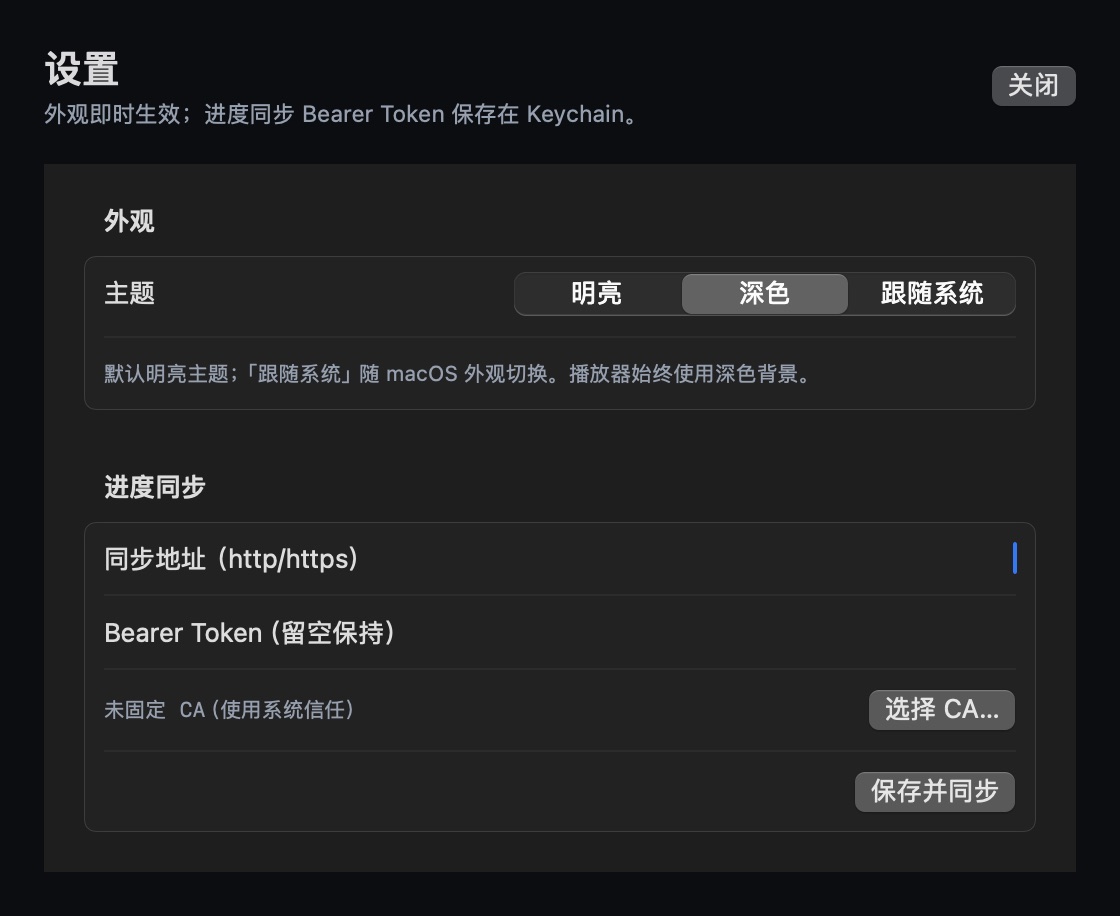 设置
关闭
外观即时生效；进度同步 Bearer Token 保存在 Keychain。
外观
主题
明亮
深色
跟随系统
默认明亮主题；「跟随系统」随 macOS 外观切换。播放器始终使用深色背景。
进度同步
同步地址（http/https）
Bearer Token (留空保持)
未固定 CA (使用系统信任)
选择 CA...
保存并同步